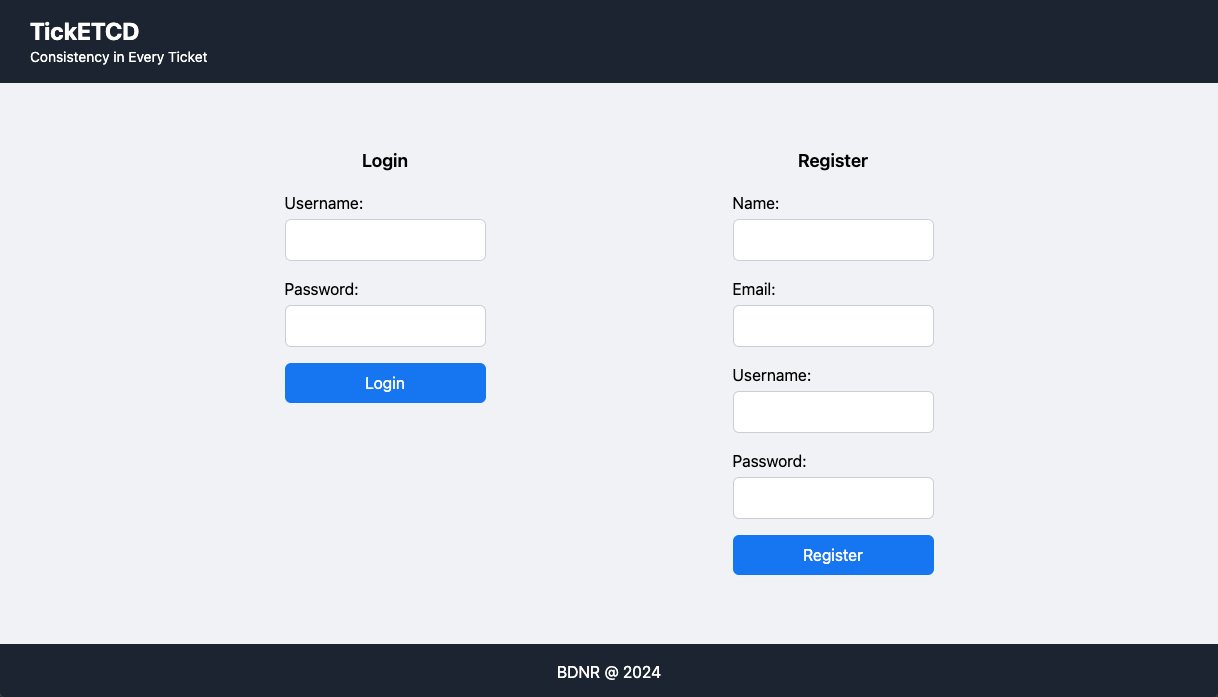 TickETCD
Consistency in Every Ticket
Login
Username:
Password:
Login
Register
Name:
Email:
Username:
Password:
Register
BDNR @ 2024